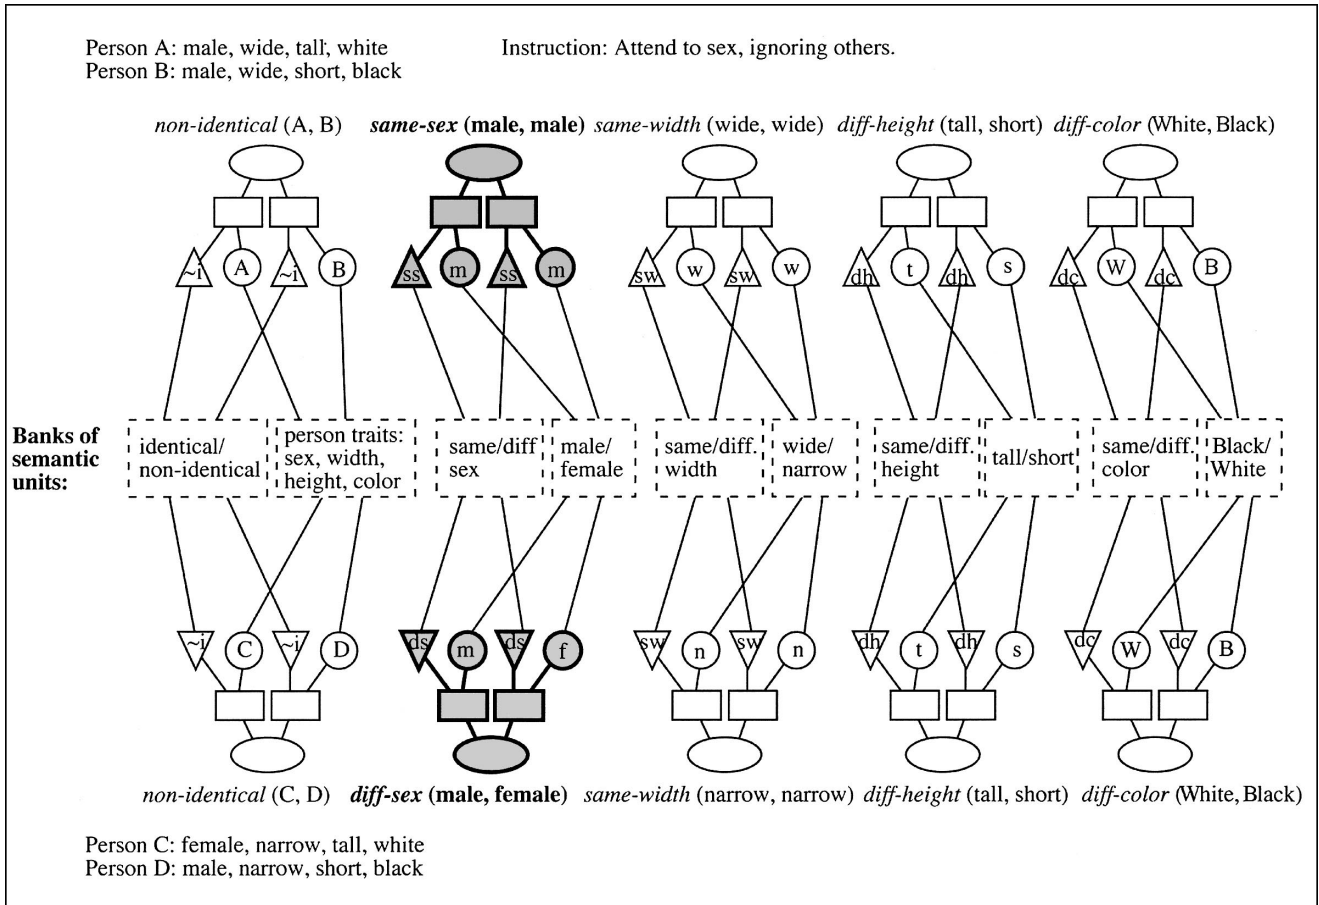 Person A: male, wide, tall, white
Person B: male, wide, short, black
Instruction: Attend to sex, ignoring others.
non-identical (A, B) same-sex (male, male) same-width (wide, wide) diff-height (tall, short) diff-color (White, Black)
~i A ~i B ss m ss m sw w sw w dh t dh s dc W dc B
Banks of
semantic
units:
identical/
non-identical
person traits:
sex, width,
height, color
same/diff
sex
male/
female
same/diff.
width
wide/
narrow
same/diff.
height
tall/short
same/diff.
color
Black/
White
~i C ~i D ds m ds f sw n sw n dh t dh s dc W dc B
non-identical (C, D) diff-sex (male, female) same-width (narrow, narrow) diff-height (tall, short) diff-color (White, Black)
Person C: female, narrow, tall, white
Person D: male, narrow, short, black